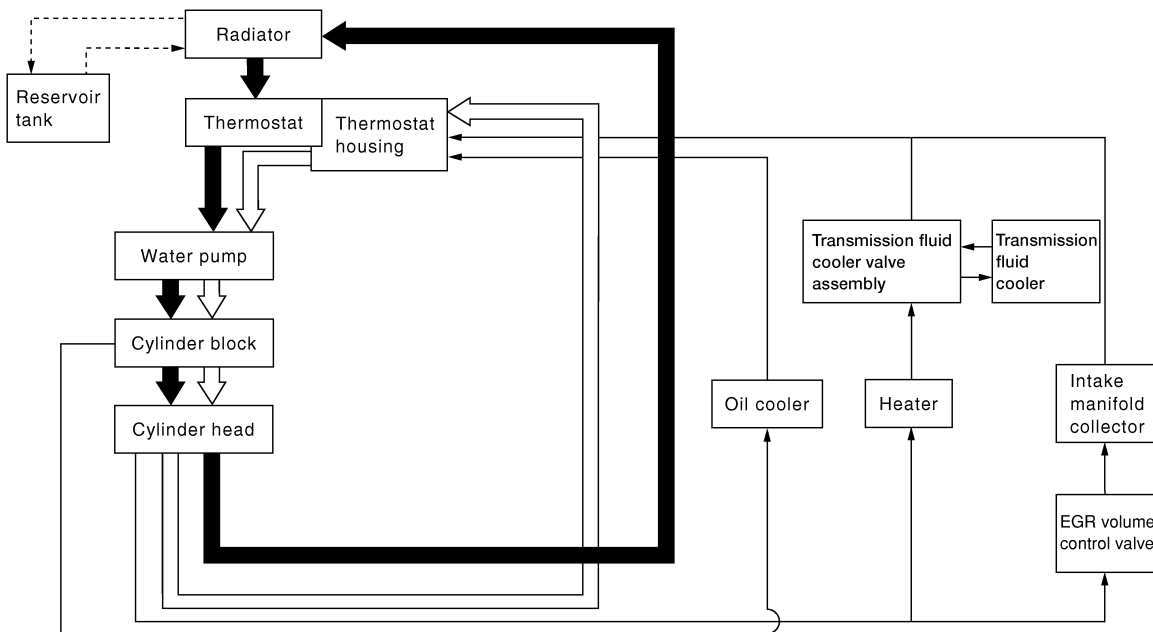 Radiator
Reservoir
tank
Thermostat
Thermostat
housing
Water pump
Transmission fluid
cooler valve
assembly
Transmission
fluid
cooler
Cylinder block
Cylinder head
Oil cooler
Heater
Intake
manifold
collector
EGR volume
control valve